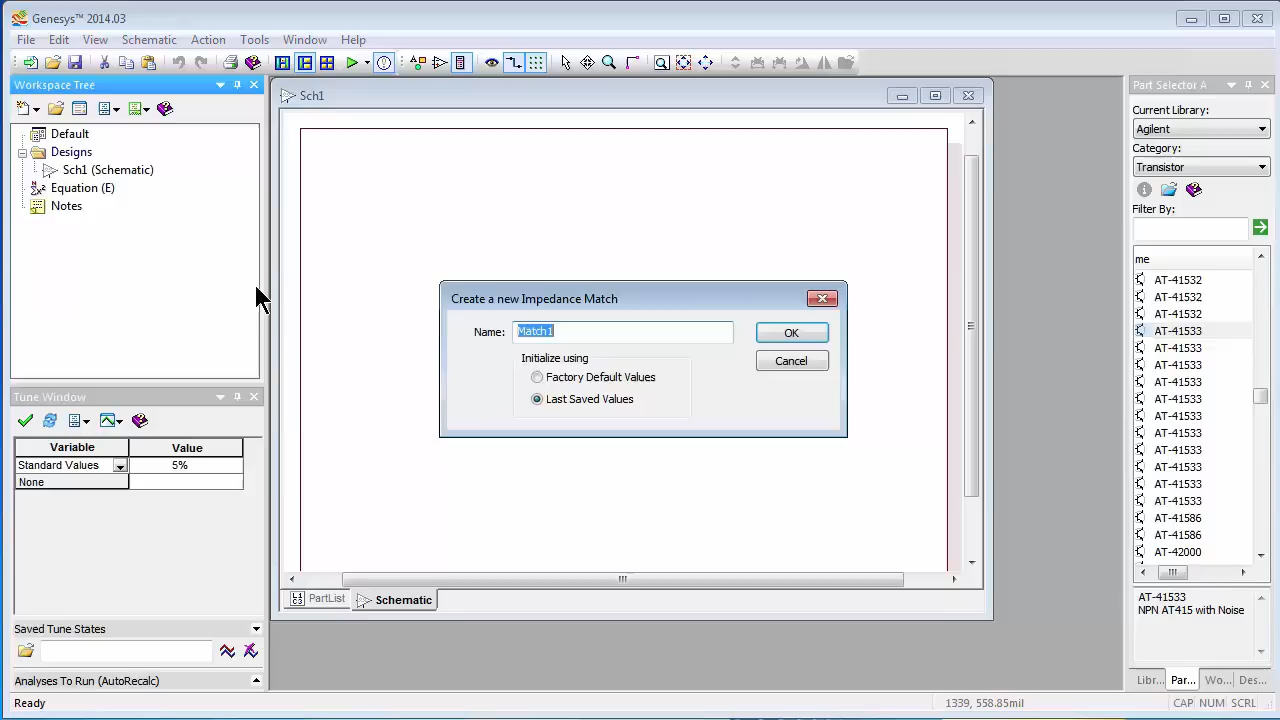 Genesys™ 2014.03
File Edit View Schematic Action Tools Window Help
Workspace Tree
Default
Designs
Sch1 (Schematic)
Equation (E)
Notes
Tune Window
Variable Value
Standard Values 5%
None
Saved Tune States
Analyses To Run (AutoRecalc)
Sch1
Create a new Impedance Match
Name: Match1
OK
Initialize using
Cancel
Factory Default Values
Last Saved Values
PartList Schematic
Part Selector A
Current Library:
Agilent
Category:
Transistor
Filter By:
me
AT-41532
AT-41532
AT-41532
AT-41533
AT-41533
AT-41533
AT-41533
AT-41533
AT-41533
AT-41533
AT-41533
AT-41533
AT-41533
AT-41533
AT-41586
AT-41586
AT-42000
AT-41533
NPN AT415 with Noise
Libr... Par... Wo... Des...
Ready
1339, 558.85mil
CAP NUM SCRL